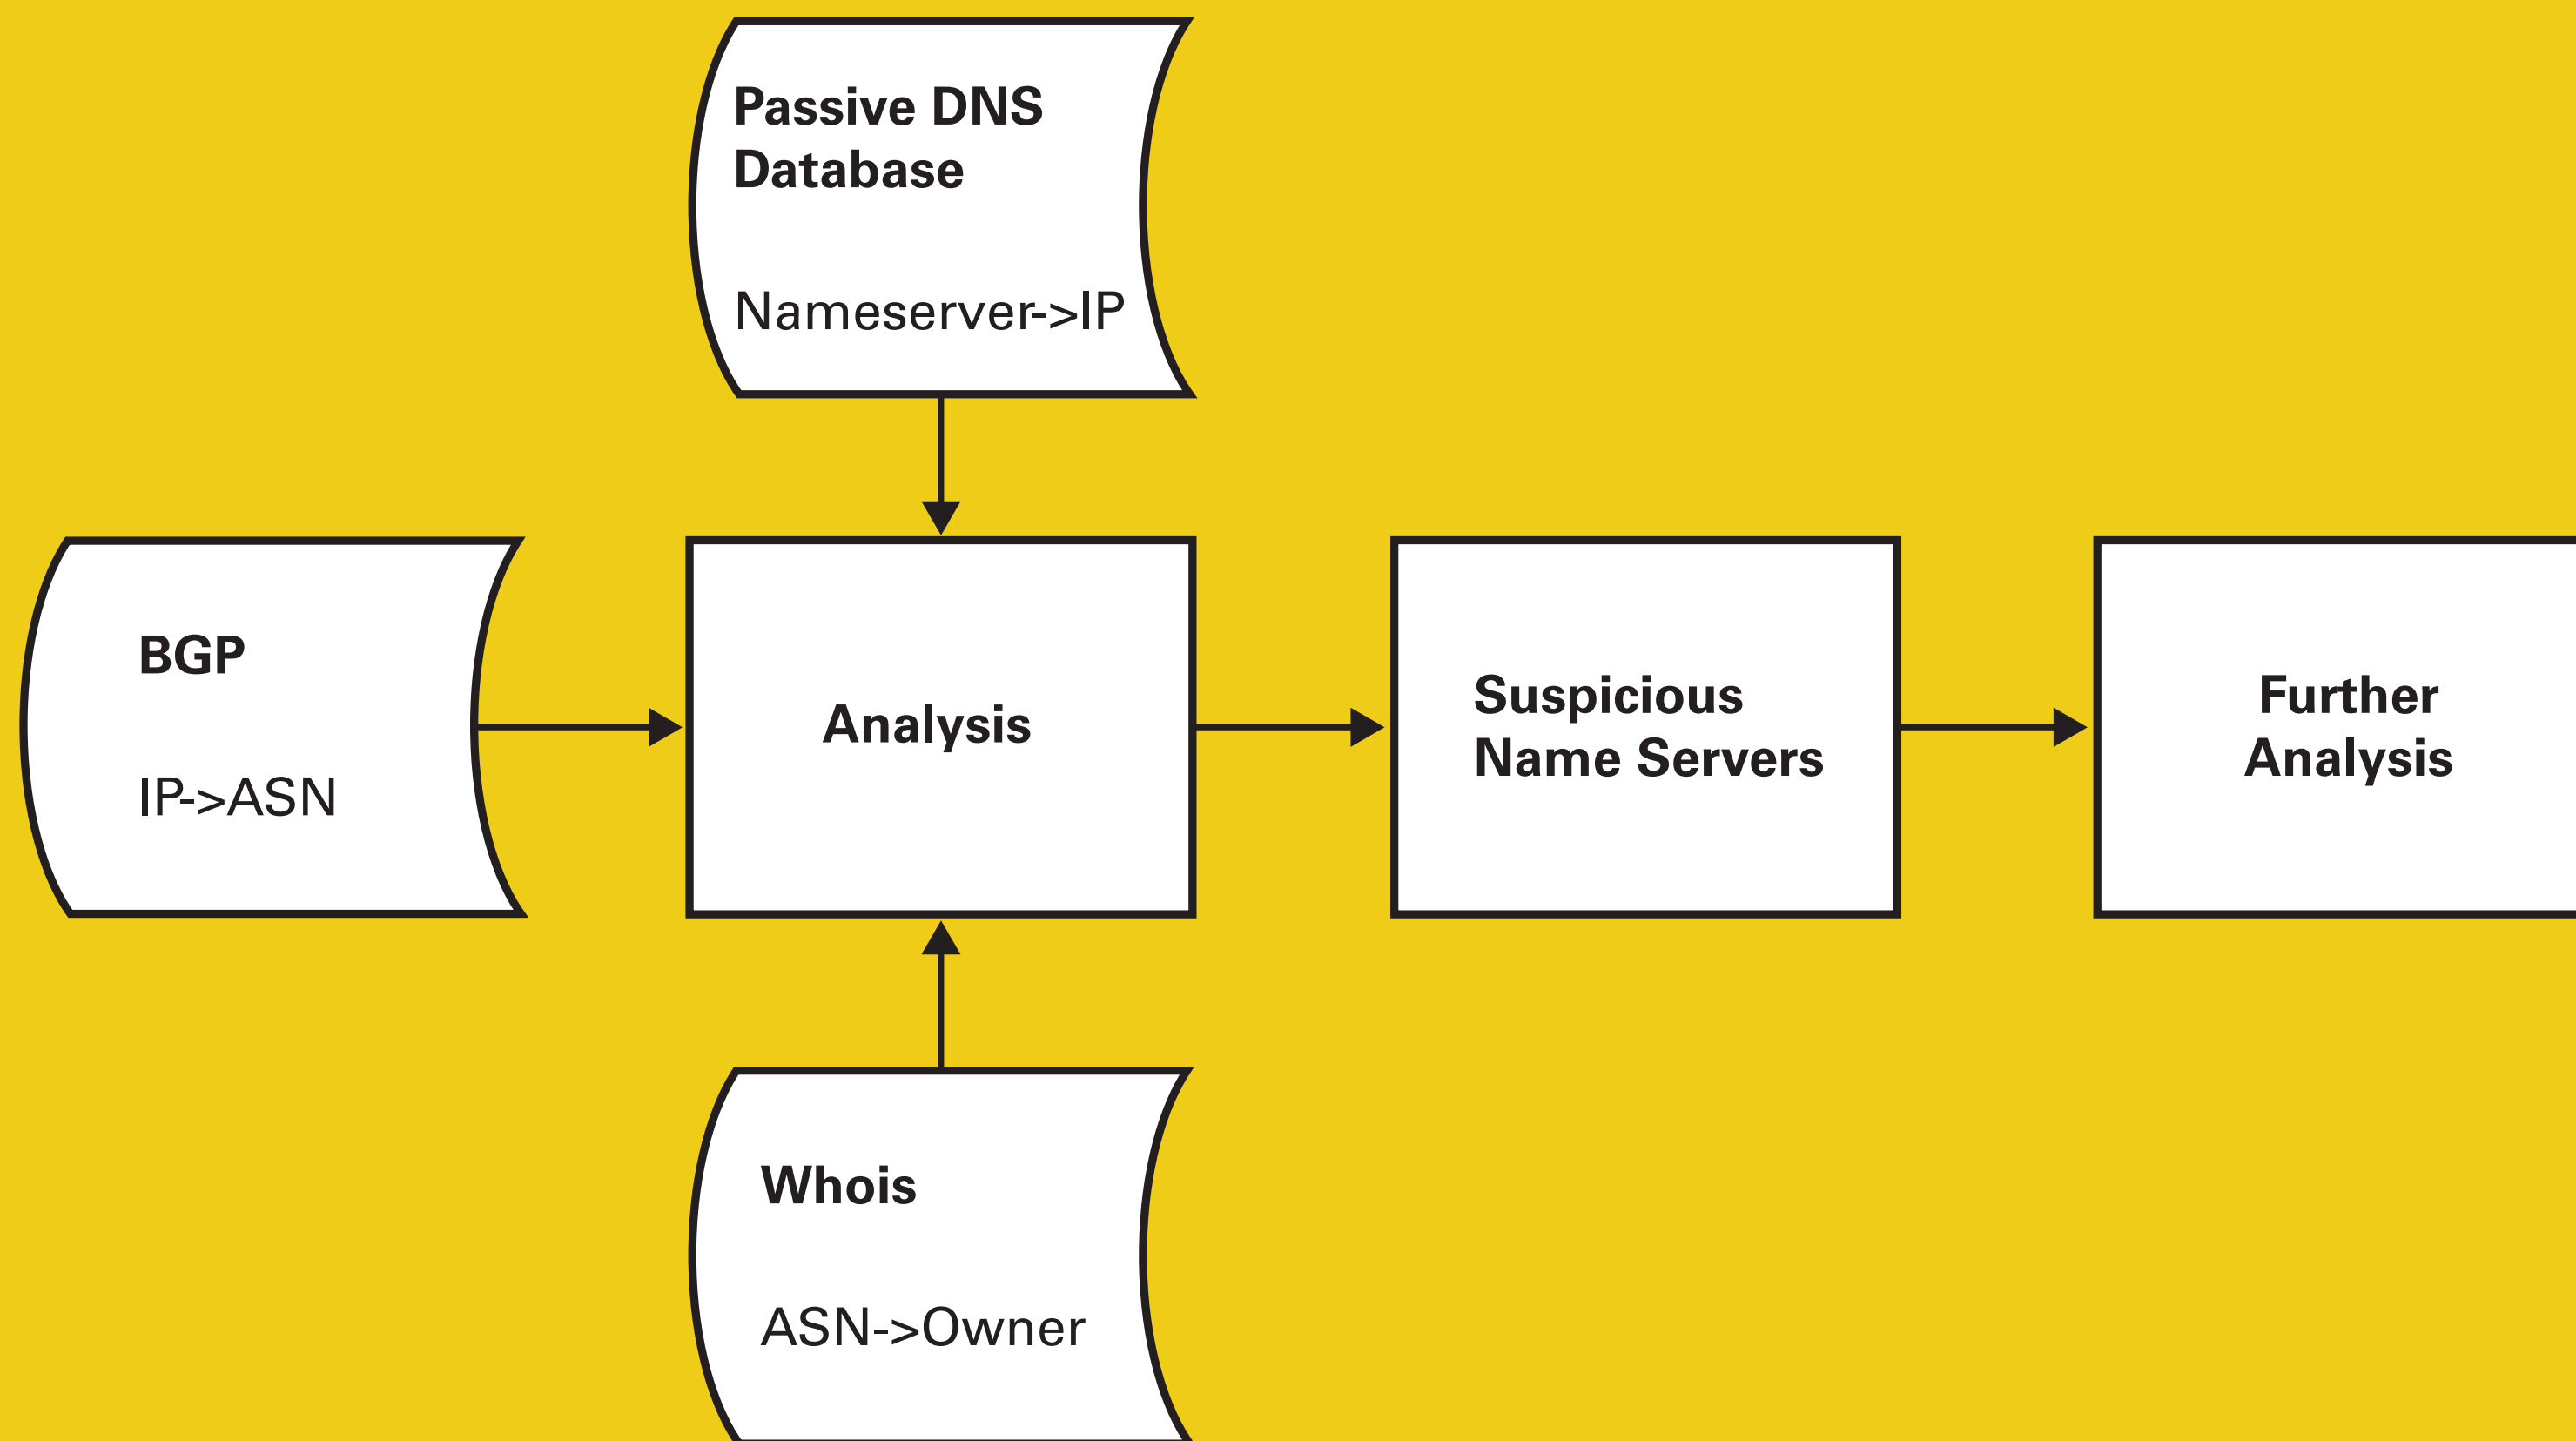 Passive DNS
Database
Nameserver->IP
BGP
IP->ASN
Analysis
Suspicious
Name Servers
Further
Analysis
Whois
ASN->Owner